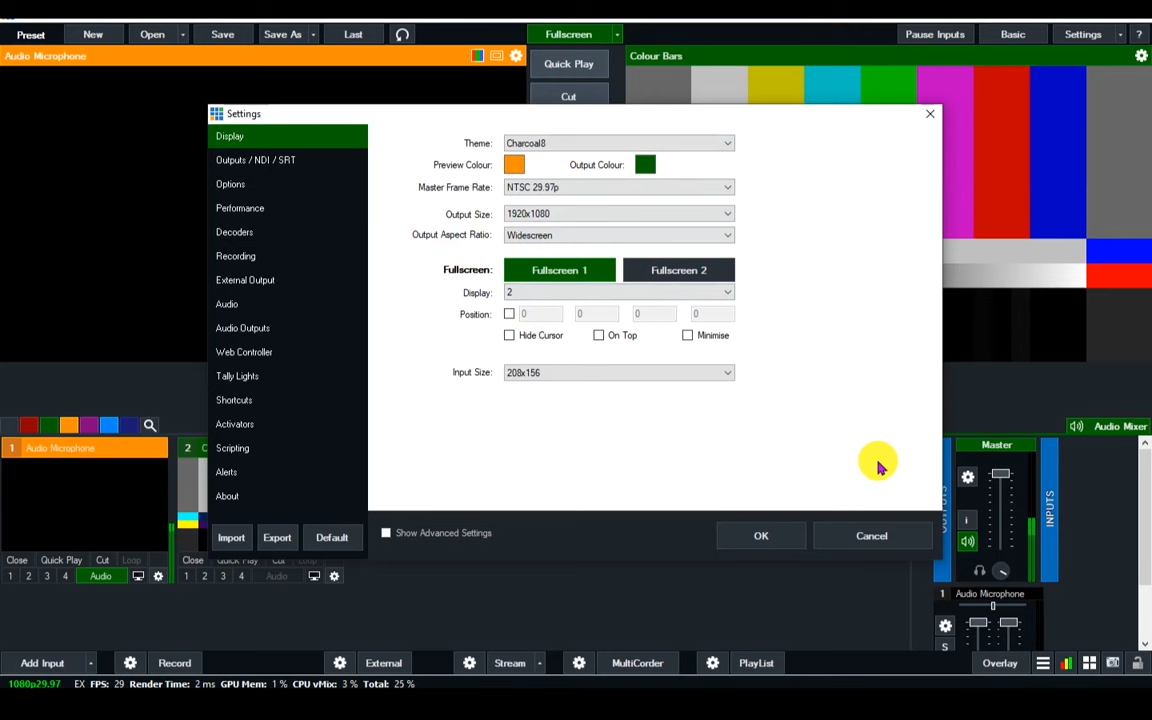 Preset New Open Save Save As Last Fullscreen Pause Inputs Basic Settings ?
Audio Microphone
Quick Play
Cut
Colour Bars
Settings
Display
Outputs / NDI / SRT
Options
Performance
Decoders
Recording
External Output
Audio
Audio Outputs
Web Controller
Tally Lights
Shortcuts
Activators
Scripting
Alerts
About
Import Export Default
Theme: Charcoal8
Preview Colour: Output Colour:
Master Frame Rate: NTSC 29.97p
Output Size: 1920x1080
Output Aspect Ratio: Widescreen
Fullscreen: Fullscreen 1 Fullscreen 2
Display: 2
Position: 0 0 0 0
Hide Cursor On Top Minimise
Input Size: 208x156
Show Advanced Settings OK Cancel
1 Audio Microphone
Close Quick Play Cut Loop
1 2 3 4 Audio
2 C
Close Quick Play Cut Loop
1 2 3 4 Audio
Audio Mixer
Master
OUTPUTS
INPUTS
i
1 Audio Microphone
S
Add Input Record External Stream MultiCorder PlayList Overlay
1080p29.97 EX FPS: 29 Render Time: 2 ms GPU Mem: 1 % CPU vMix: 3 % Total: 25 %